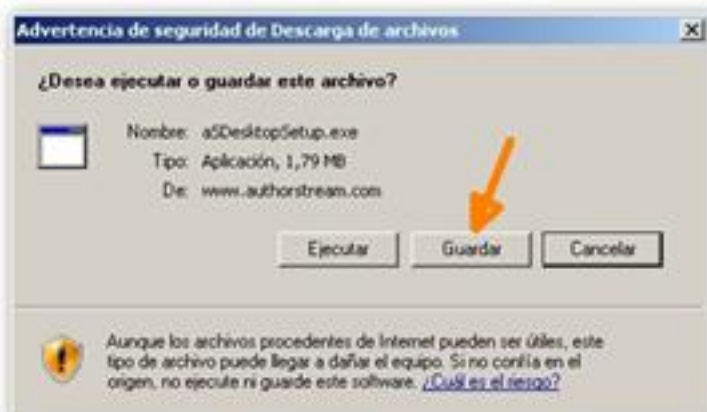 Advertencia de seguridad de Descarga de archivos
¿Desea ejecutar o guardar este archivo?
Nombre: aSDesktopSetup.exe
Tipo: Aplicación, 1,79 MB
De: www.authorstream.com
Ejecutar Guardar Cancelar
Aunque los archivos procedentes de Internet pueden ser útiles, este
tipo de archivo puede llegar a dañar el equipo. Si no confía en el
origen, no ejecute ni guarde este software. ¿Cuál es el riesgo?